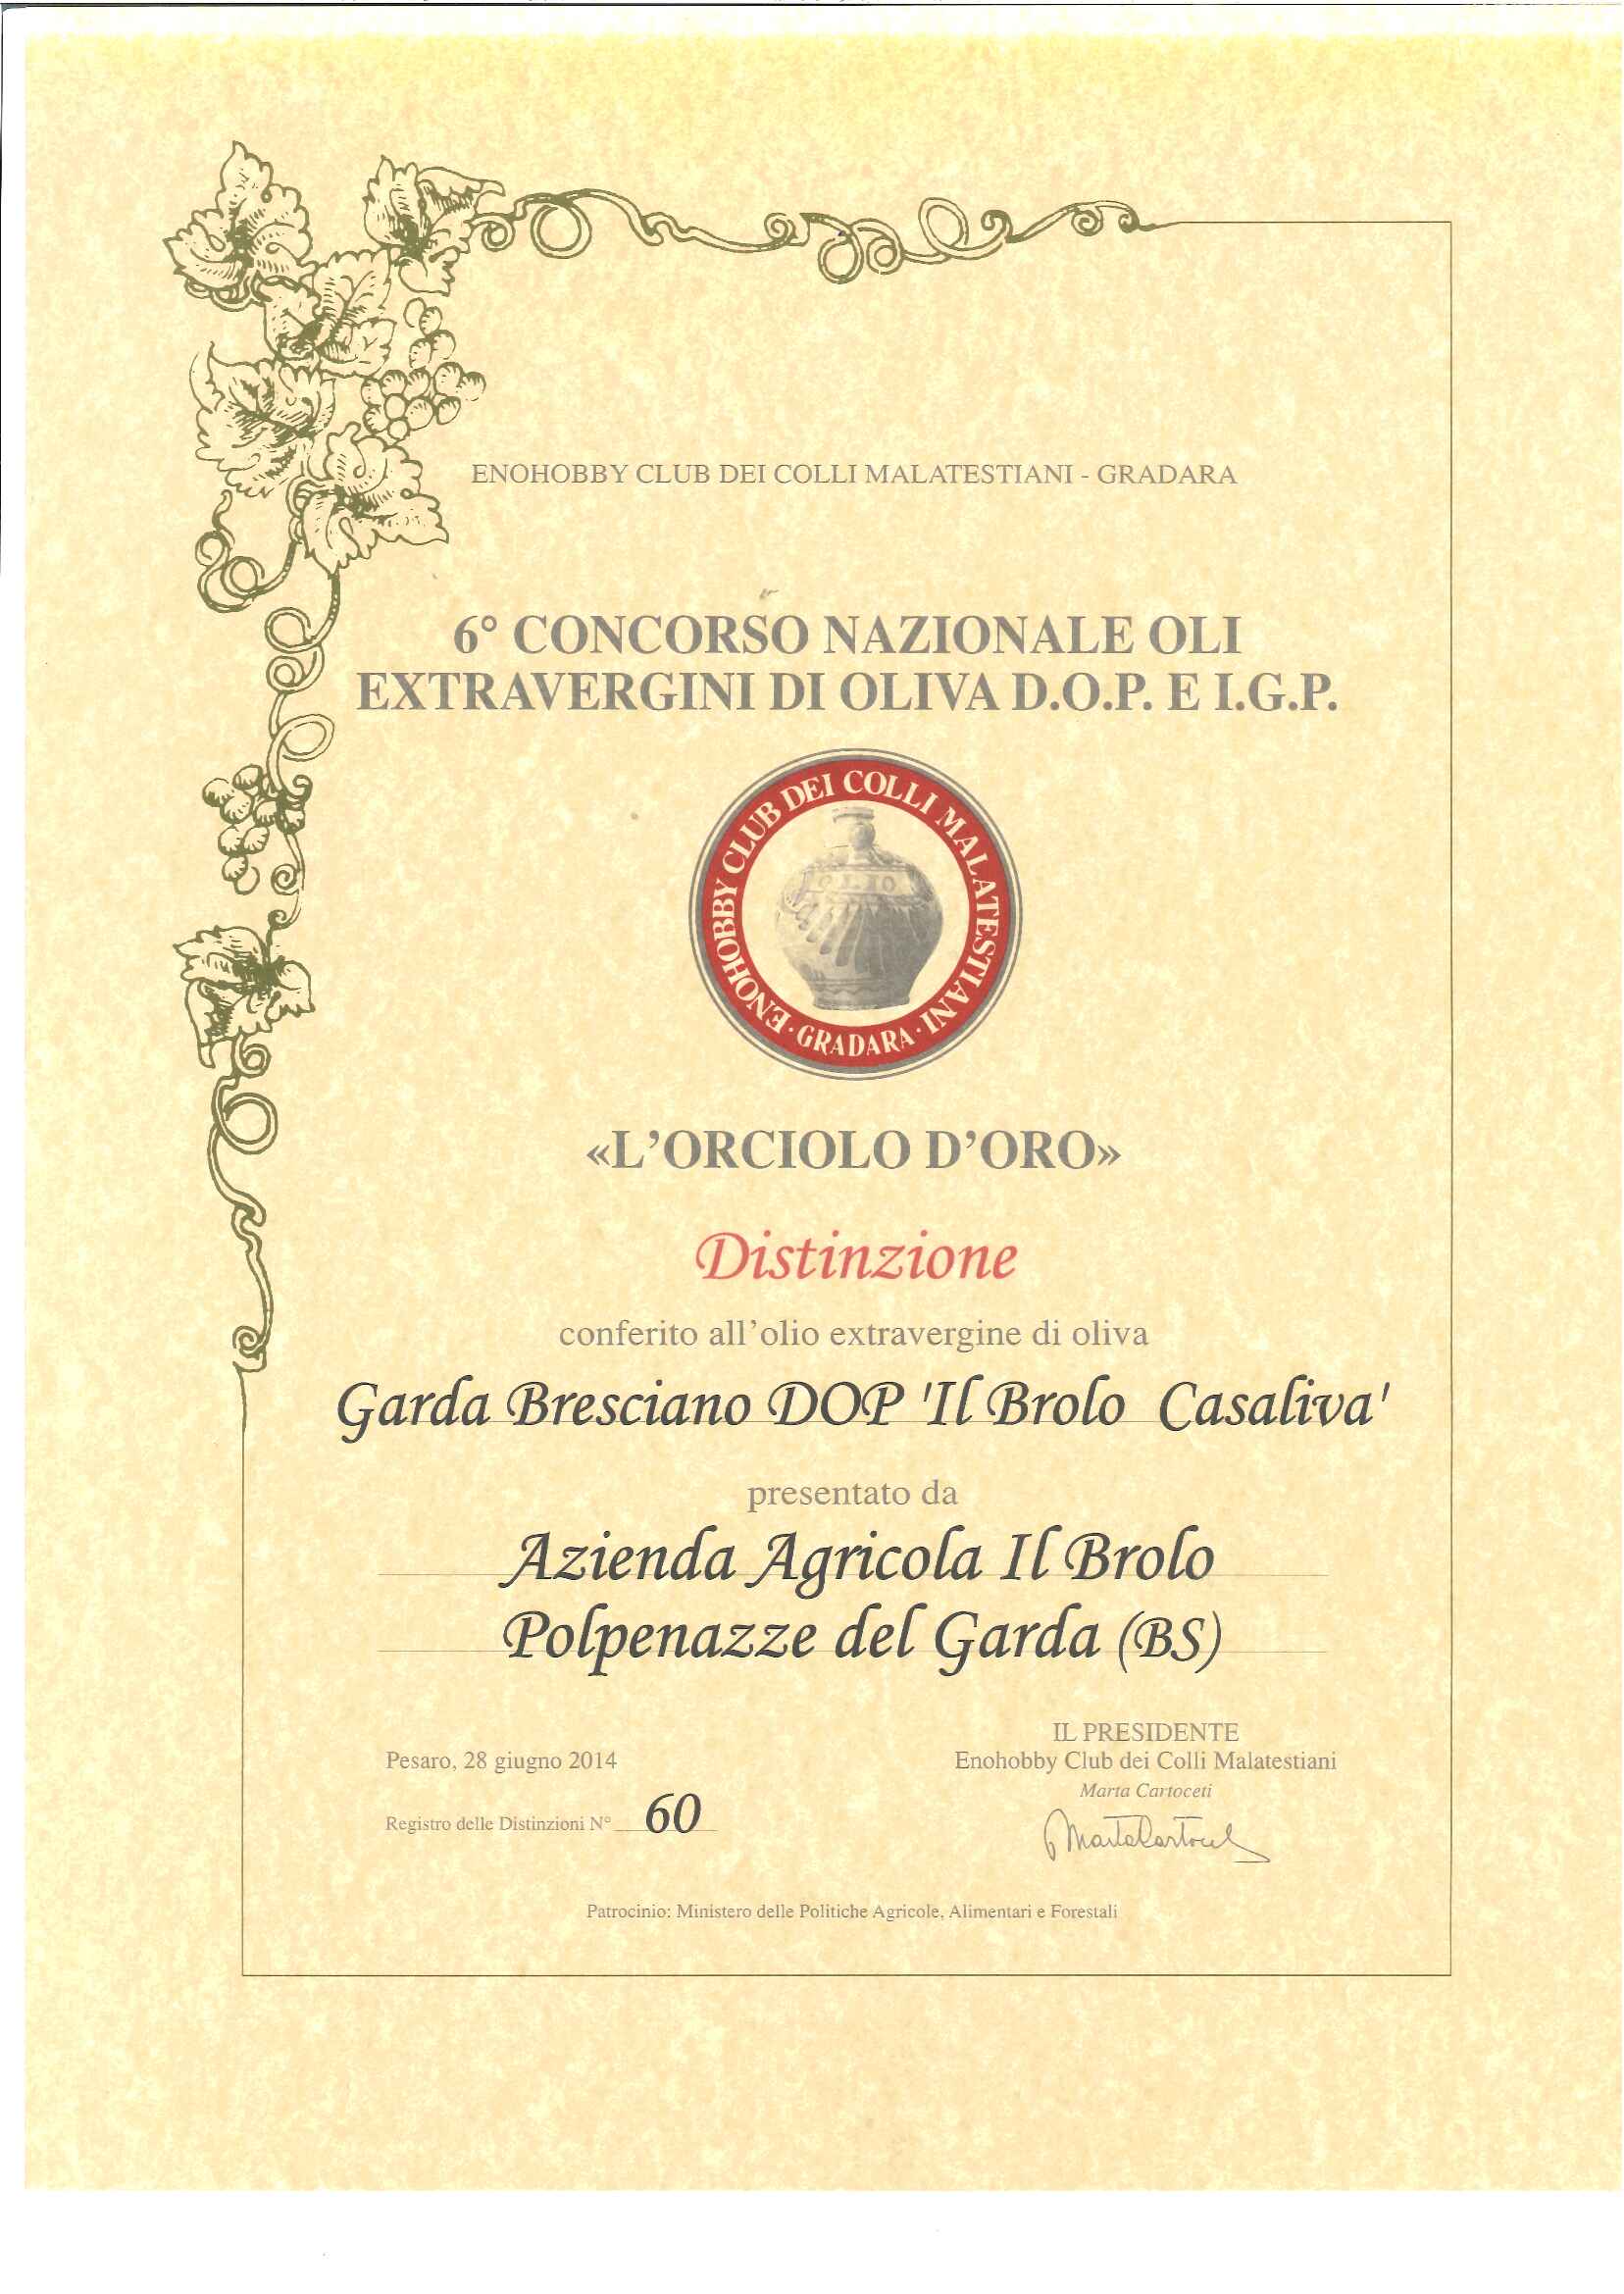 ENOHOBBY CLUB DEI COLLI MALATESTIANI - GRADARA
6° CONCORSO NAZIONALE OLI
EXTRAVERGINI DI OLIVA D.O.P. E I.G.P.
ENOHOBBY CLUB DEI COLLI MALATESTIANI
· GRADARA ·
OLIO
«L'ORCIOLO D'ORO»
Distinzione
conferito all'olio extravergine di oliva
Garda Bresciano DOP 'Il Brolo Casaliva'
presentato da
Azienda Agricola Il Brolo
Polpenazze del Garda (BS)
IL PRESIDENTE
Pesaro, 28 giugno 2014
Enohobby Club dei Colli Malatestiani
Marta Cartoceti
Registro delle Distinzioni N° 60
Marta Cartoceti
Patrocinio: Ministero delle Politiche Agricole, Alimentari e Forestali